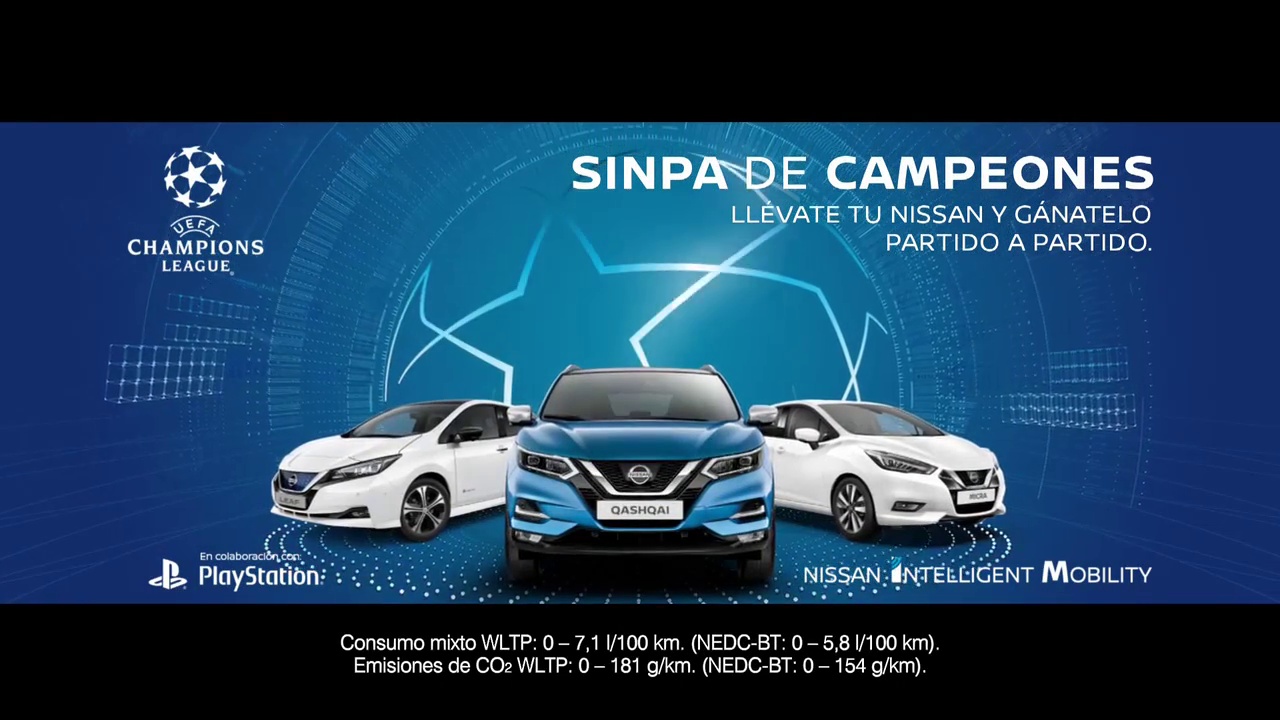 SINPA DE CAMPEONES
LLÉVATE TU NISSAN Y GÁNATELO
PARTIDO A PARTIDO.
UEFA
CHAMPIONS
LEAGUE
LEAF
NISSAN
QASHQAI
MICRA
En colaboración con:
PlayStation
NISSAN INTELLIGENT MOBILITY
Consumo mixto WLTP: 0 – 7,1 l/100 km. (NEDC-BT: 0 – 5,8 l/100 km).
Emisiones de CO2 WLTP: 0 – 181 g/km. (NEDC-BT: 0 – 154 g/km).